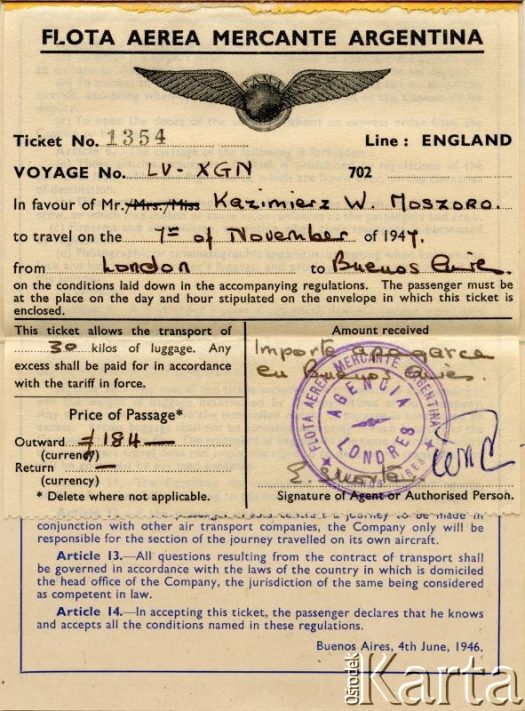 FLOTA AEREA MERCANTE ARGENTINA
FAMA
Ticket No. 1354 Line: ENGLAND
VOYAGE No. LV-XGN 702
In favour of Mr./Mrs./Miss Kazimierz W. Moszoro.
to travel on the 7th of November of 1947.
from London to Buenos Aires.
on the conditions laid down in the accompanying regulations. The passenger must be
at the place on the day and hour stipulated on the envelope in which this ticket is
enclosed.
This ticket allows the transport of
30 kilos of luggage. Any
excess shall be paid for in accordance
with the tariff in force.
Price of Passage*
Outward £184 —
(currency)
Return —
(currency)
* Delete where not applicable.
Amount received
Importe a pagarce
en Buenos Aires.
FLOTA AEREA MERCANTE ARGENTINA
AGENCIA
LONDRES
Signature of Agent or Authorised Person.
conjunction with other air transport companies, the Company only will be
responsible for the section of the journey travelled on its own aircraft.
Article 13.—All questions resulting from the contract of transport shall
be governed in accordance with the laws of the country in which is domiciled
the head office of the Company, the jurisdiction of the same being considered
as competent in law.
Article 14.—In accepting this ticket, the passenger declares that he knows
and accepts all the conditions named in these regulations.
Buenos Aires, 4th June, 1946.
Ośrodek
Karta